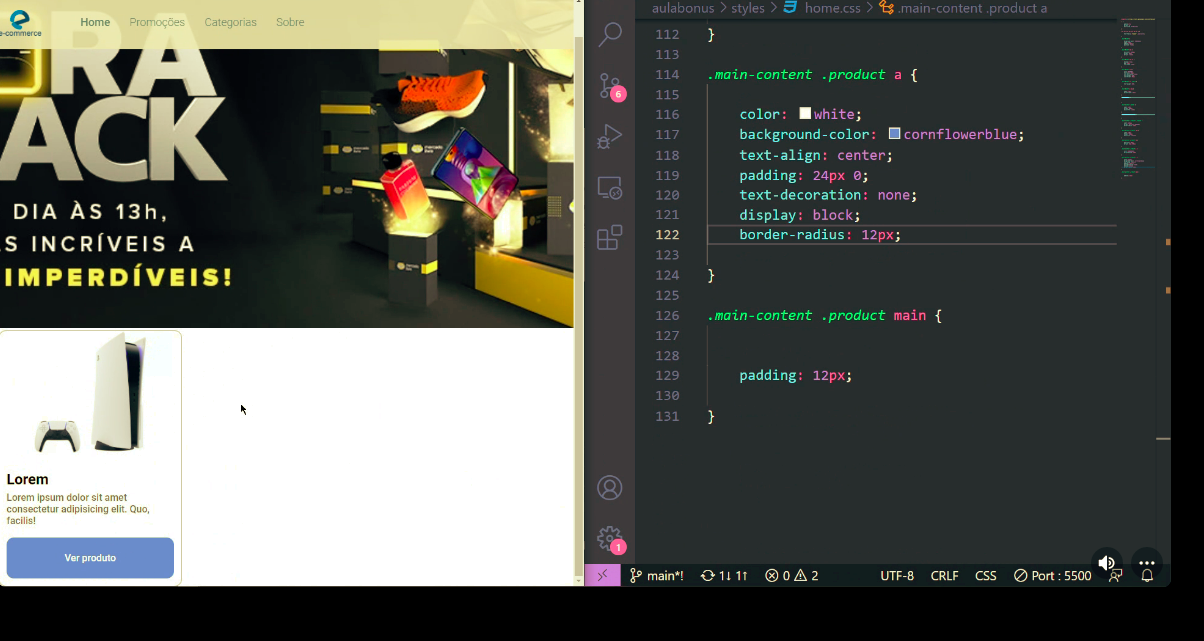 e-commerce
Home Promoções Categorias Sobre
ACK
DIA ÀS 13h,
S INCRÍVEIS A
IMPERDÍVEIS!
Lorem
Lorem ipsum dolor sit amet
consectetur adipisicing elit. Quo,
facilis!
Ver produto
aulabonus > styles > home.css > .main-content .product a
112 }
113
114 .main-content .product a {
115
116 color: white;
117 background-color: cornflowerblue;
118 text-align: center;
119 padding: 24px 0;
120 text-decoration: none;
121 display: block;
122 border-radius: 12px;
123
124 }
125
126 .main-content .product main {
127
128
129 padding: 12px;
130
131 }
6
1
main*! 1↓ 1↑ 0 2 UTF-8 CRLF CSS Port : 5500